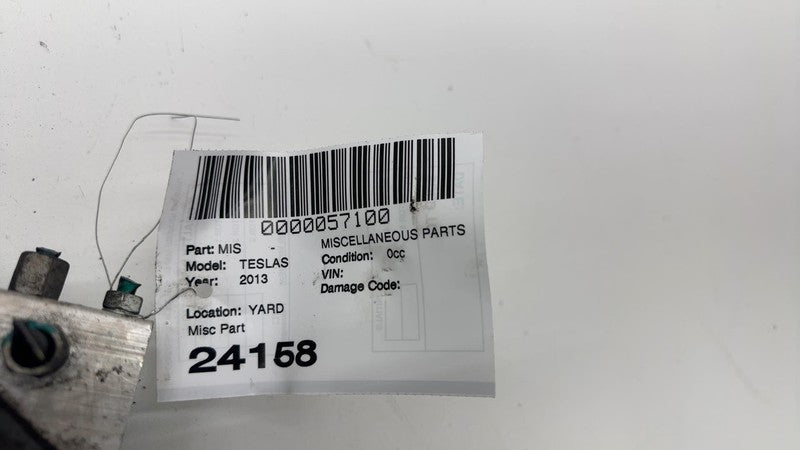 0000057100
Part: MIS - MISCELLANEOUS PARTS
Model: TESLAS Condition: 0cc
Year: 2013 VIN:
Damage Code:
Location: YARD
Misc Part
24158